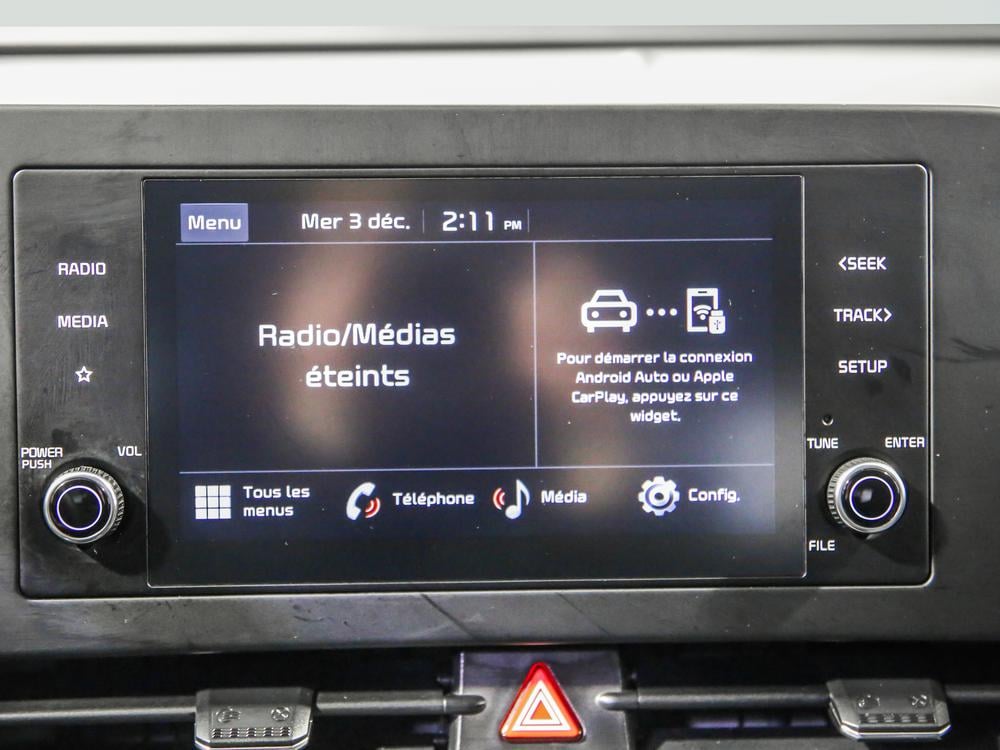 Menu
Mer 3 déc.
2:11 PM
RADIO
MEDIA
Radio/Médias
éteints
Pour démarrer la connexion
Android Auto ou Apple
CarPlay, appuyez sur ce
widget.
<SEEK
TRACK>
SETUP
POWER
PUSH
VOL
TUNE
ENTER
FILE
Tous les
menus
Téléphone
Média
Config.